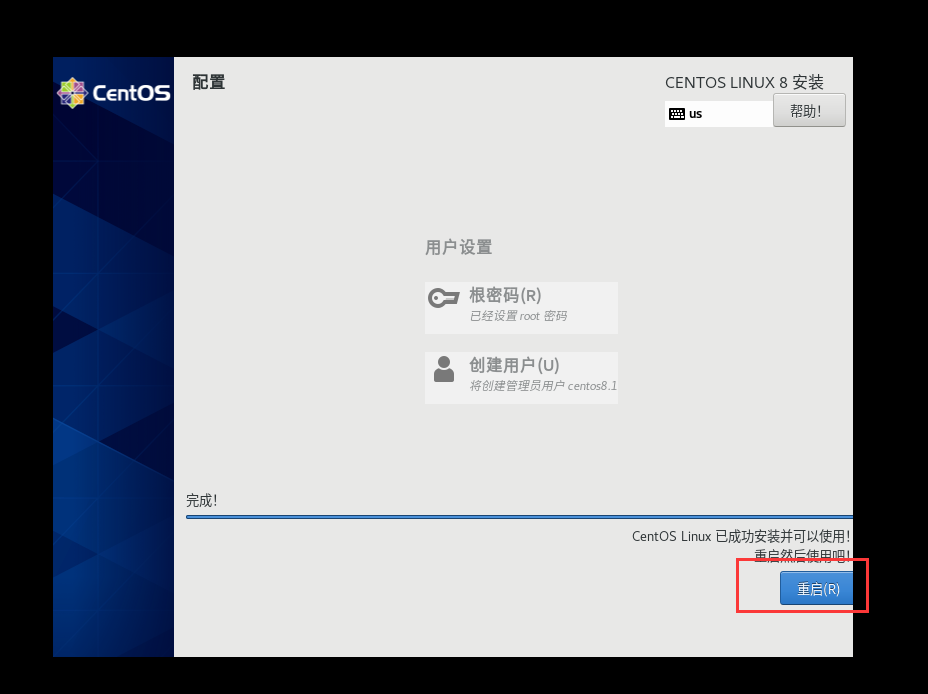 CentOS
配置
CENTOS LINUX 8 安装
us
帮助!
用户设置
根密码(R)
已经设置 root 密码
创建用户(U)
将创建管理员用户 centos8.1
完成!
CentOS Linux 已成功安装并可以使用!
重启然后使用吧!
重启(R)